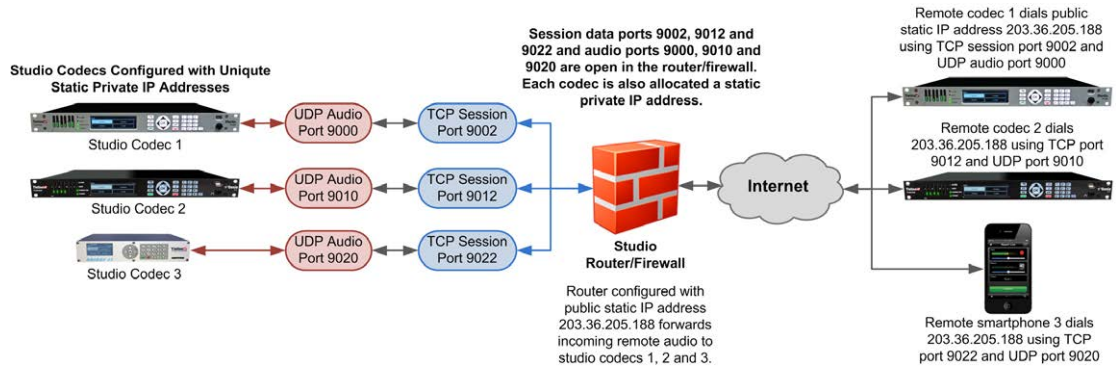 Studio Codecs Configured with Uniqute
Static Private IP Addresses
Studio Codec 1
Studio Codec 2
Studio Codec 3
UDP Audio
Port 9000
TCP Session
Port 9002
UDP Audio
Port 9010
TCP Session
Port 9012
UDP Audio
Port 9020
TCP Session
Port 9022
Session data ports 9002, 9012 and
9022 and audio ports 9000, 9010 and
9020 are open in the router/firewall.
Each codec is also allocated a static
private IP address.
Studio
Router/Firewall
Router configured with
public static IP address
203.36.205.188 forwards
incoming remote audio to
studio codecs 1, 2 and 3.
Internet
Remote codec 1 dials public
static IP address 203.36.205.188
using TCP session port 9002 and
UDP audio port 9000
Remote codec 2 dials
203.36.205.188 using TCP port
9012 and UDP port 9010
Remote smartphone 3 dials
203.36.205.188 using TCP
port 9022 and UDP port 9020